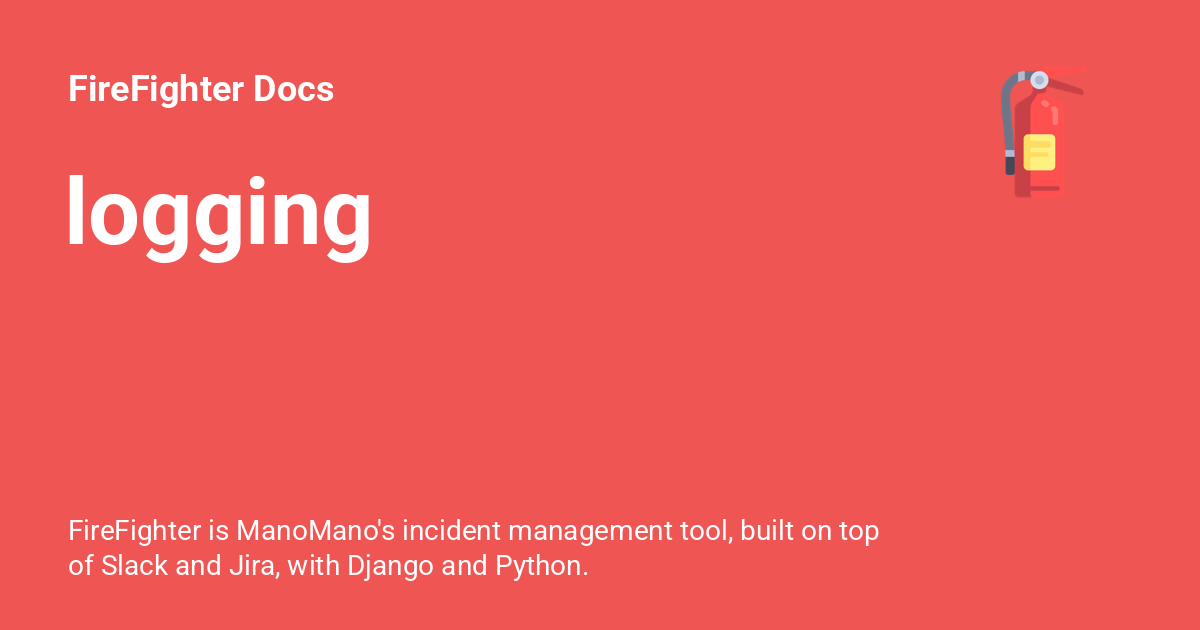 FireFighter Docs
logging
FireFighter is ManoMano's incident management tool, built on top
of Slack and Jira, with Django and Python.